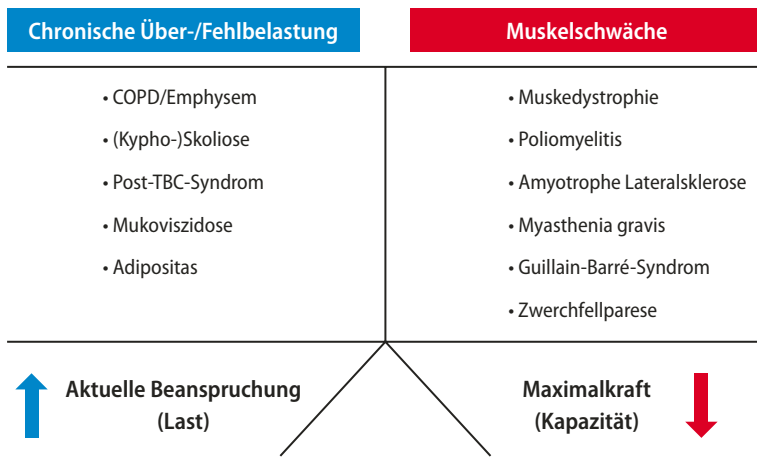 Chronische Über-/Fehlbelastung
• COPD/Emphysem
• (Kypho-)Skoliose
• Post-TBC-Syndrom
• Mukoviszidose
• Adipositas
Muskelschwäche
• Muskedystrophie
• Poliomyelitis
• Amyotrophe Lateralsklerose
• Myasthenia gravis
• Guillain-Barré-Syndrom
• Zwerchfellparese
Aktuelle Beanspruchung
(Last)
Maximalkraft
(Kapazität)